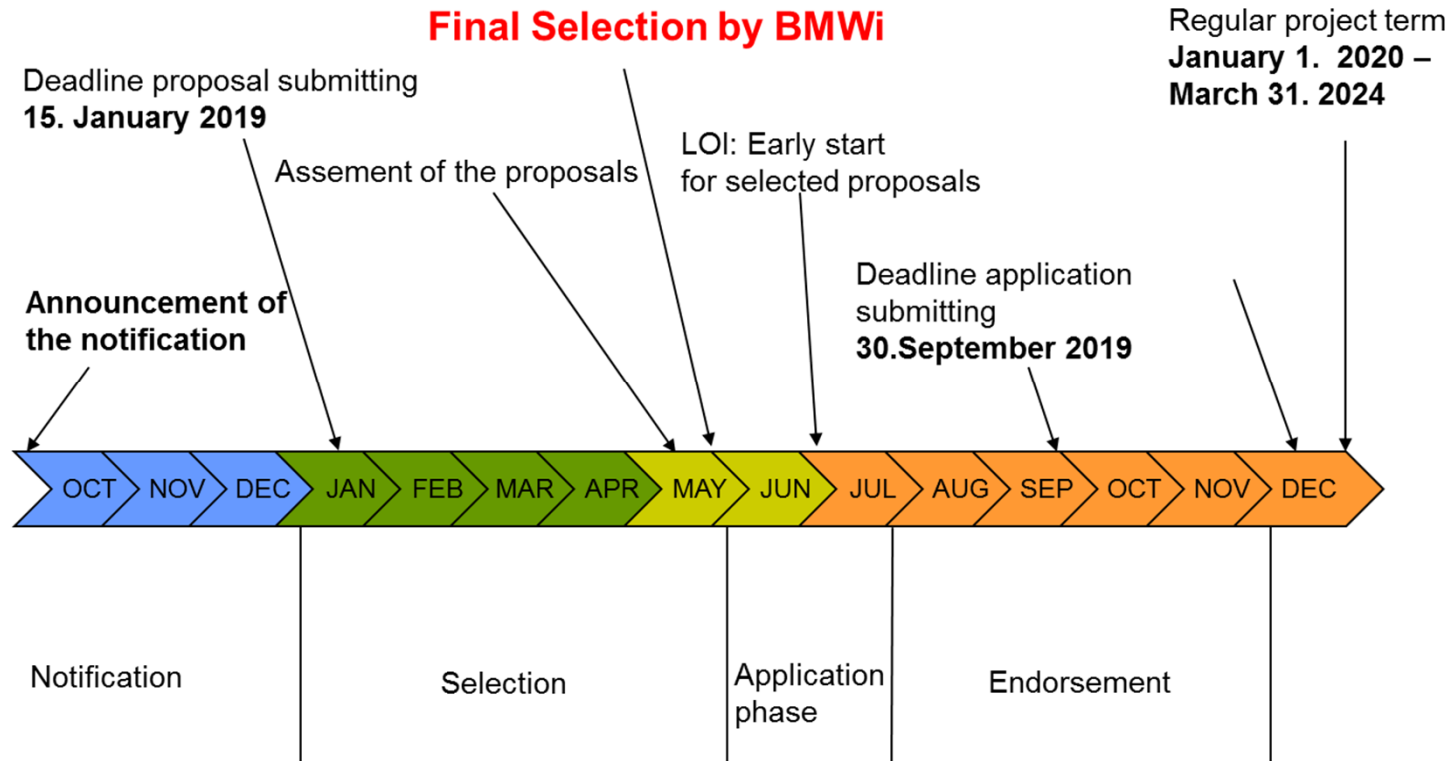 Final Selection by BMWi
Regular project term
January 1. 2020 –
March 31. 2024
Deadline proposal submitting
15. January 2019
Assement of the proposals
LOI: Early start
for selected proposals
Deadline application
submitting
30.September 2019
Announcement of
the notification
OCT NOV DEC JAN FEB MAR APR MAY JUN JUL AUG SEP OCT NOV DEC
Notification
Selection
Application
phase
Endorsement